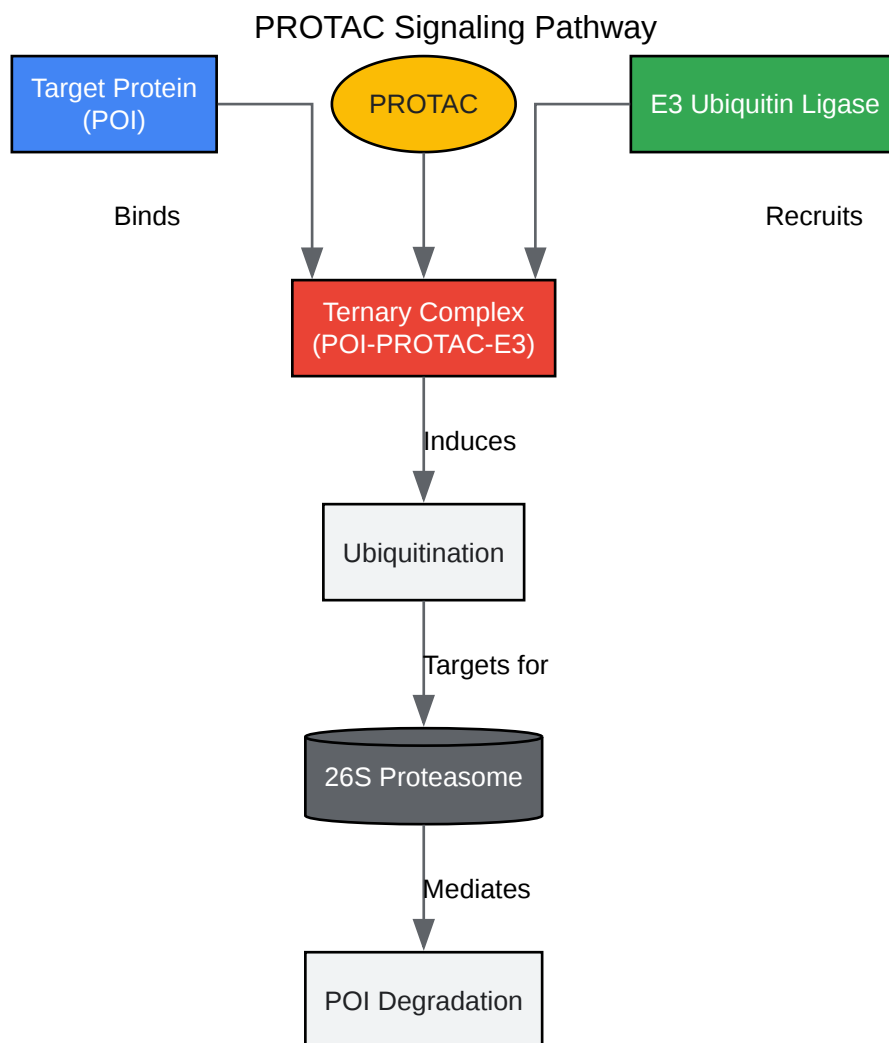 PROTAC Signaling Pathway
Target Protein
(POI)
PROTAC
E3 Ubiquitin Ligase
Binds
Recruits
Ternary Complex
(POI-PROTAC-E3)
Induces
Ubiquitination
Targets for
26S Proteasome
Mediates
POI Degradation